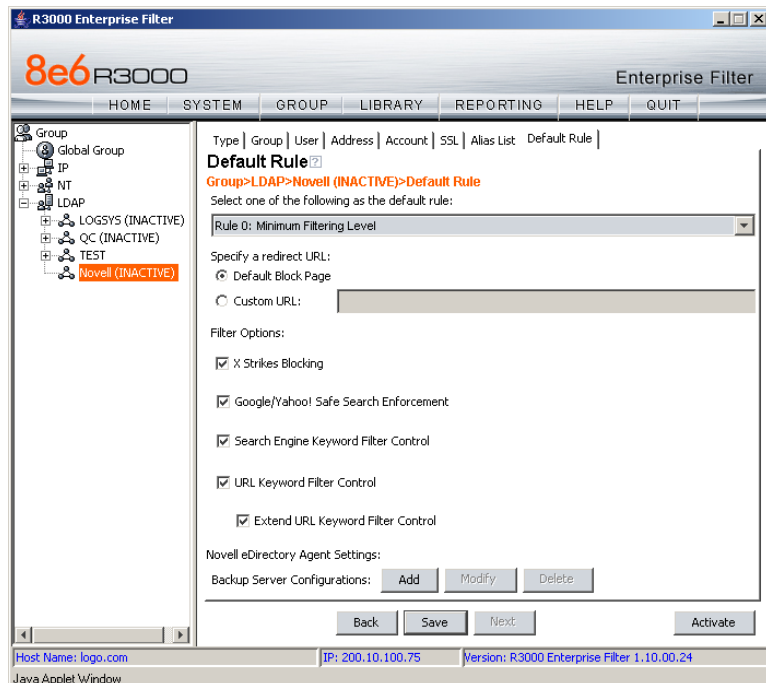 R3000 Enterprise Filter
8e6 R3000
Enterprise Filter
HOME SYSTEM GROUP LIBRARY REPORTING HELP QUIT
Group
Global Group
IP
NT
LDAP
LOGSYS (INACTIVE)
QC (INACTIVE)
TEST
Novell (INACTIVE)
Type | Group | User | Address | Account | SSL | Alias List Default Rule |
Default Rule ?
Group>LDAP>Novell (INACTIVE)>Default Rule
Select one of the following as the default rule:
Rule 0: Minimum Filtering Level
Specify a redirect URL:
Default Block Page
Custom URL:
Filter Options:
X Strikes Blocking
Google/Yahoo! Safe Search Enforcement
Search Engine Keyword Filter Control
URL Keyword Filter Control
Extend URL Keyword Filter Control
Novell eDirectory Agent Settings:
Backup Server Configurations: Add Modify Delete
Back Save Next Activate
Host Name: logo.com IP: 200.10.100.75 Version: R3000 Enterprise Filter 1.10.00.24
Java Applet Window